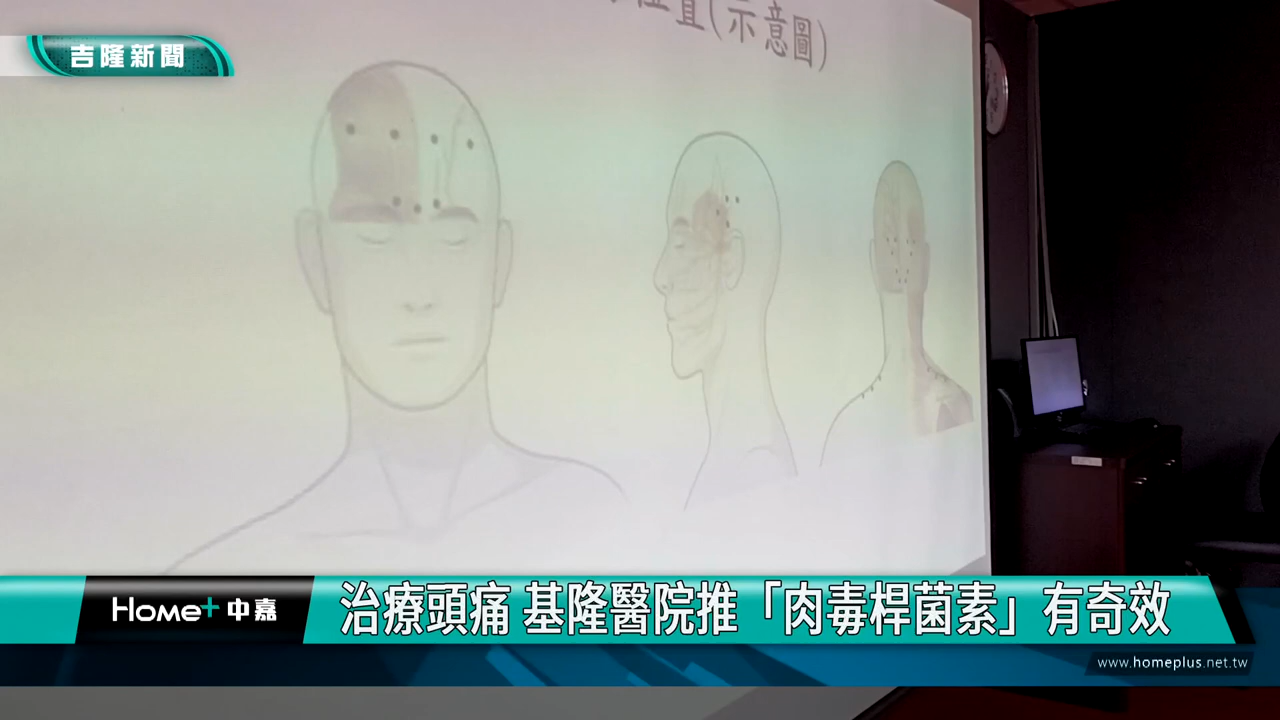 位置(示意圖)
吉隆新聞
Home+中嘉
治療頭痛 基隆醫院推「肉毒桿菌素」有奇效
www.homeplus.net.tw